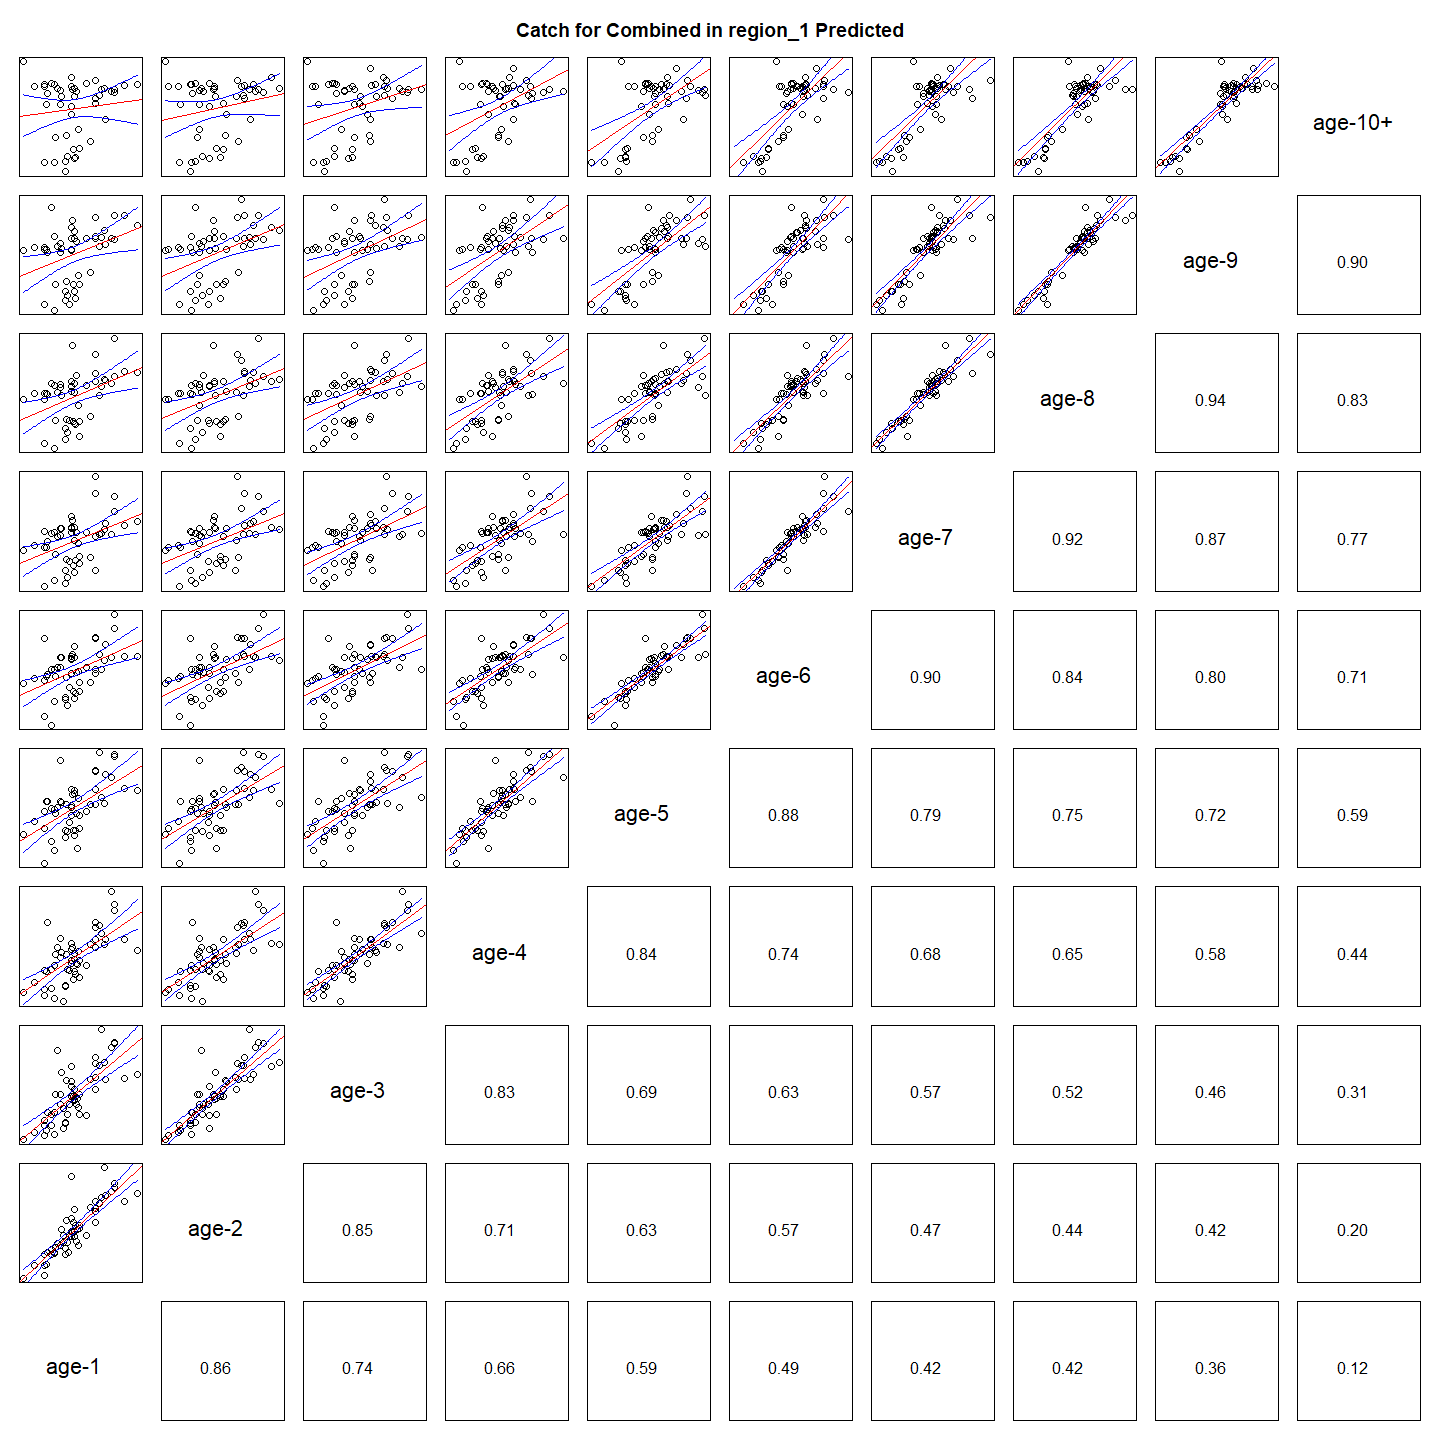 Catch for Combined in region_1 Predicted
age-10+
age-9 0.90
age-8 0.94 0.83
age-7 0.92 0.87 0.77
age-6 0.90 0.84 0.80 0.71
age-5 0.88 0.79 0.75 0.72 0.59
age-4 0.84 0.74 0.68 0.65 0.58 0.44
age-3 0.83 0.69 0.63 0.57 0.52 0.46 0.31
age-2 0.85 0.71 0.63 0.57 0.47 0.44 0.42 0.20
age-1 0.86 0.74 0.66 0.59 0.49 0.42 0.42 0.36 0.12